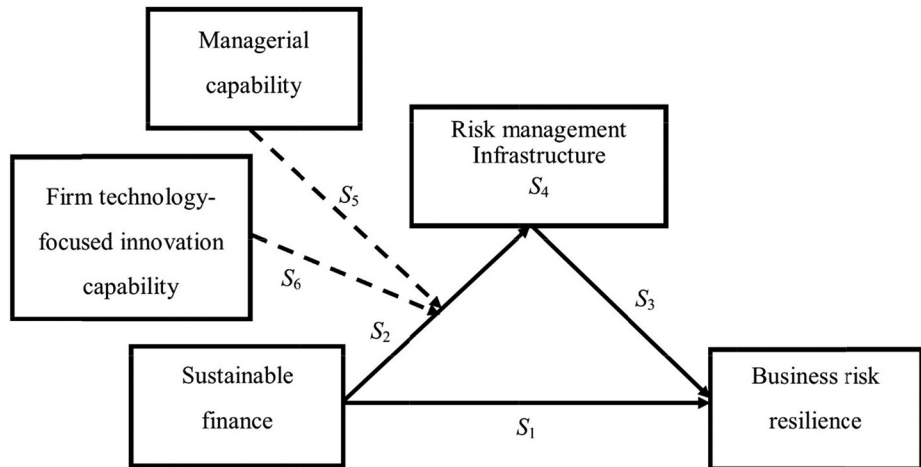 Managerial
capability
Risk management
Infrastructure
S4
Firm technology-
focused innovation
capability
S5
S6
S2
S3
Sustainable
finance
S1
Business risk
resilience